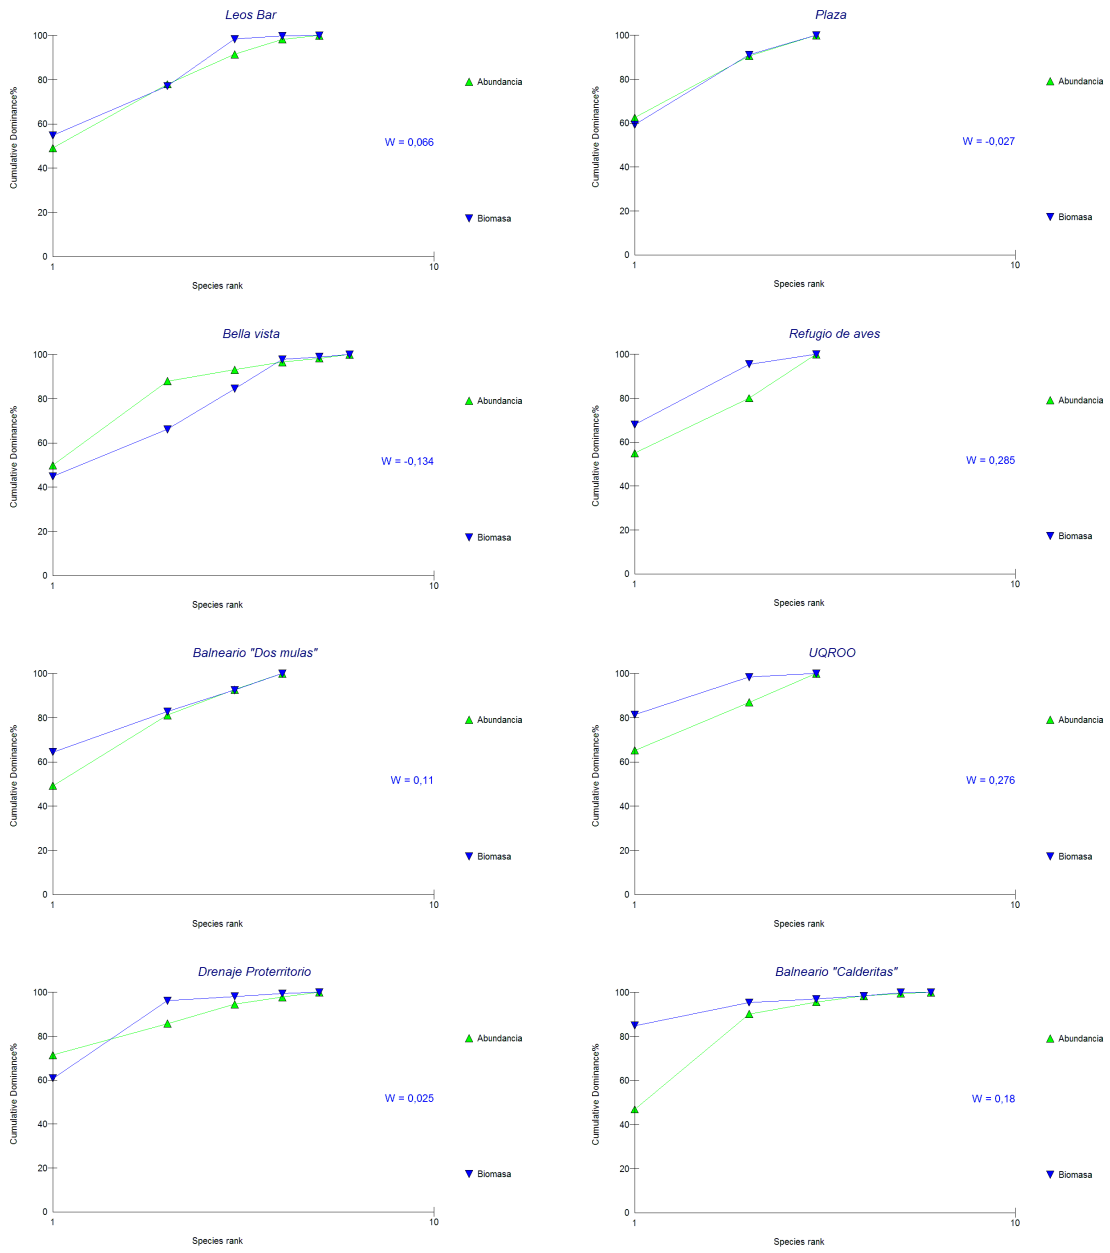 Leos Bar
100
80
60
40
20
0
Cumulative Dominance%
1
10
Species rank
Abundancia
W = 0,066
Biomasa
Plaza
100
80
60
40
20
0
Cumulative Dominance%
1
10
Species rank
Abundancia
W = -0,027
Biomasa
Bella vista
100
80
60
40
20
0
Cumulative Dominance%
1
10
Species rank
Abundancia
W = -0,134
Biomasa
Refugio de aves
100
80
60
40
20
0
Cumulative Dominance%
1
10
Species rank
Abundancia
W = 0,285
Biomasa
Balneario "Dos mulas"
100
80
60
40
20
0
Cumulative Dominance%
1
10
Species rank
Abundancia
W = 0,11
Biomasa
UQROO
100
80
60
40
20
0
Cumulative Dominance%
1
10
Species rank
Abundancia
W = 0,276
Biomasa
Drenaje Proterritorio
100
80
60
40
20
0
Cumulative Dominance%
1
10
Species rank
Abundancia
W = 0,025
Biomasa
Balneario "Calderitas"
100
80
60
40
20
0
Cumulative Dominance%
1
10
Species rank
Abundancia
W = 0,18
Biomasa